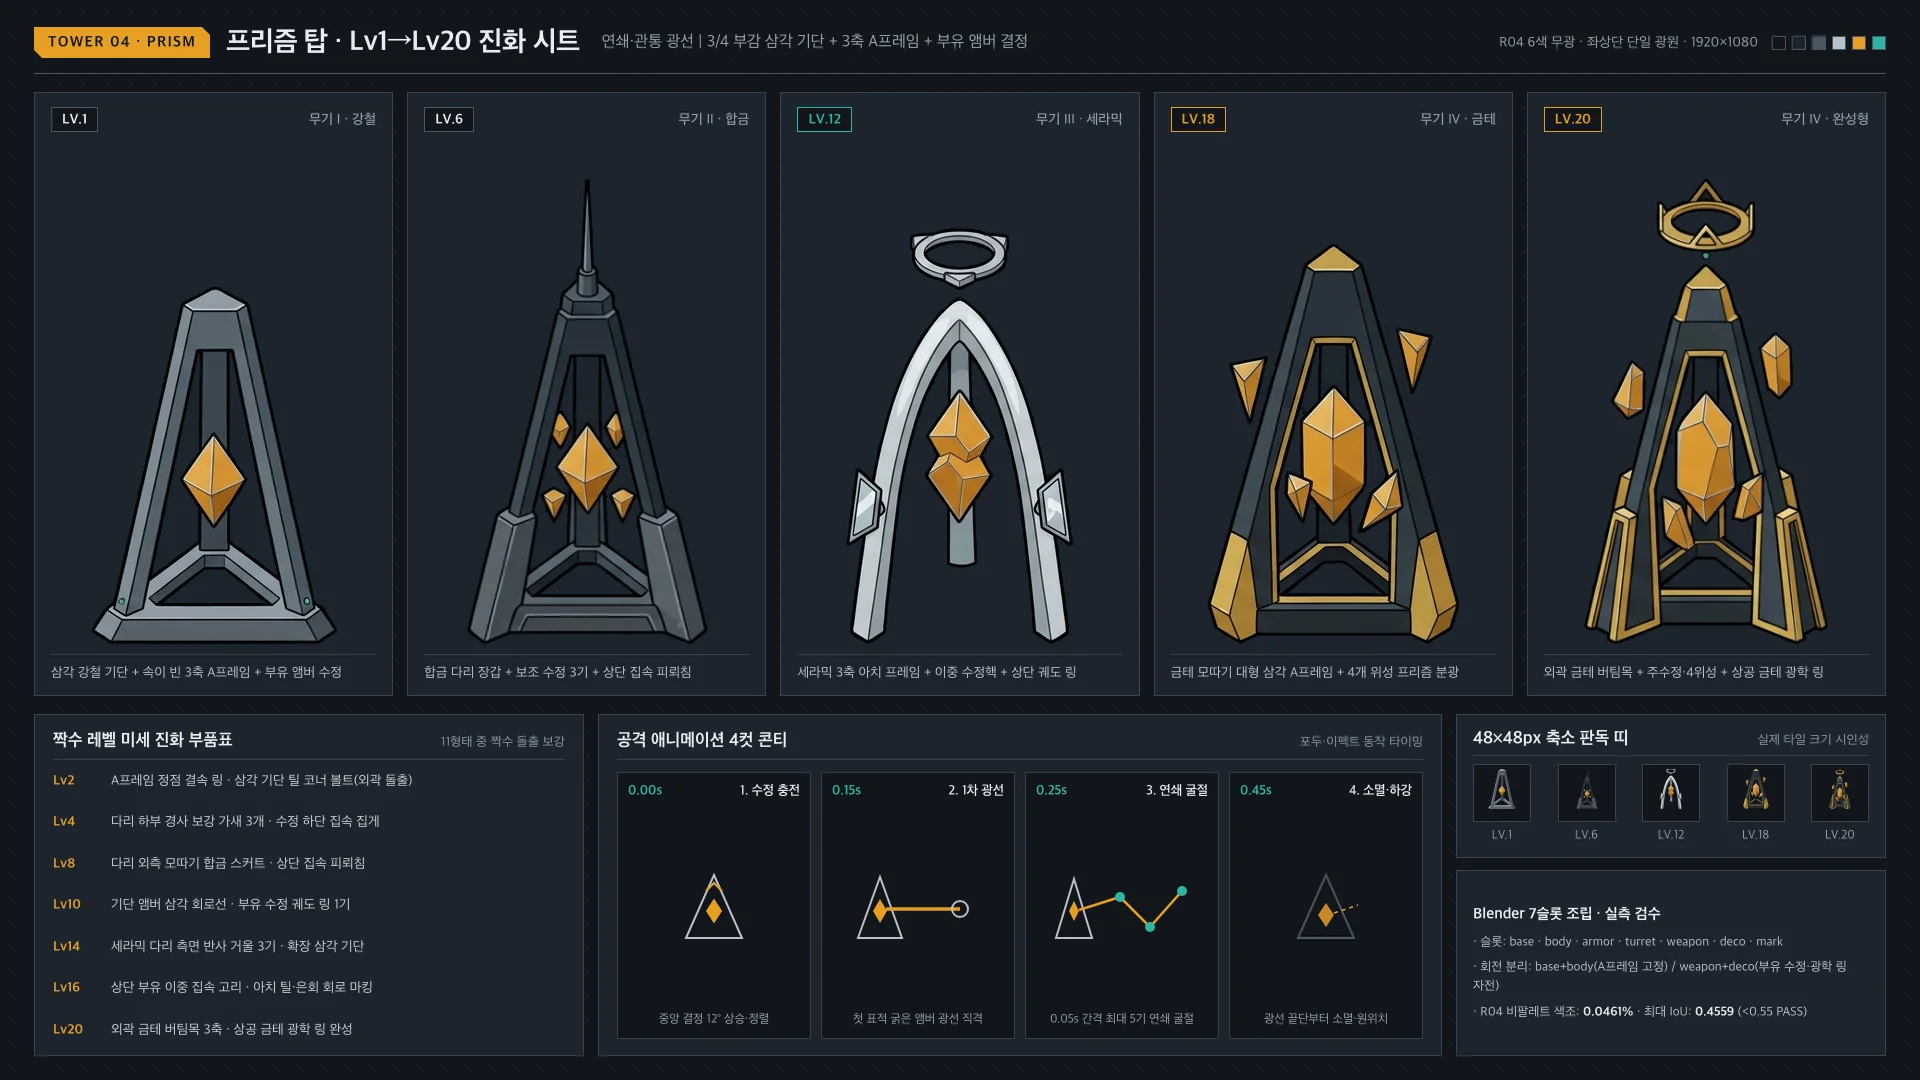 TOWER 04 · PRISM
프리즘 탑 · Lv1→Lv20 진화 시트
연쇄·관통 광선 | 3/4 부감 삼각 기단 + 3축 A프레임 + 부유 앰버 결정
R04 6색 무광 · 좌상단 단일 광원 · 1920×1080
LV.1
무기 I · 강철
삼각 강철 기단 + 속이 빈 3축 A프레임 + 부유 앰버 수정
LV.6
무기 II · 합금
합금 다리 장갑 + 보조 수정 3기 + 상단 집속 피뢰침
LV.12
무기 III · 세라믹
세라믹 3축 아치 프레임 + 이중 수정핵 + 상단 궤도 링
LV.18
무기 IV · 금테
금테 모따기 대형 삼각 A프레임 + 4개 위성 프리즘 분광
LV.20
무기 IV · 완성형
외곽 금테 버팀목 + 주수정·4위성 + 상공 금테 광학 링
짝수 레벨 미세 진화 부품표
11형태 중 짝수 돌출 보강
Lv2 A프레임 정점 결속 링 · 삼각 기단 틸 코너 볼트(외곽 돌출)
Lv4 다리 하부 경사 보강 가새 3개 · 수정 하단 집속 집게
Lv8 다리 외측 모따기 합금 스커트 · 상단 집속 피뢰침
Lv10 기단 앰버 삼각 회로선 · 부유 수정 궤도 링 1기
Lv14 세라믹 다리 측면 반사 거울 3기 · 확장 삼각 기단
Lv16 상단 부유 이중 집속 고리 · 아치 틸·은회 회로 마킹
Lv20 외곽 금테 버팀목 3축 · 상공 금테 광학 링 완성
공격 애니메이션 4컷 콘티
포두·이펙트 동작 타이밍
0.00s 1. 수정 충전
중앙 결정 12° 상승·정렬
0.15s 2. 1차 광선
첫 표적 굵은 앰버 광선 직격
0.25s 3. 연쇄 굴절
0.05s 간격 최대 5기 연쇄 굴절
0.45s 4. 소멸·하강
광선 끝단부터 소멸·원위치
48×48px 축소 판독 띠
실제 타일 크기 시인성
LV.1
LV.6
LV.12
LV.18
LV.20
Blender 7슬롯 조립 · 실측 검수
· 슬롯: base · body · armor · turret · weapon · deco · mark
· 회전 분리: base+body(A프레임 고정) / weapon+deco(부유 수정·광학 링
자전)
· R04 비팔레트 색조: 0.0461% · 최대 IoU: 0.4559 (<0.55 PASS)